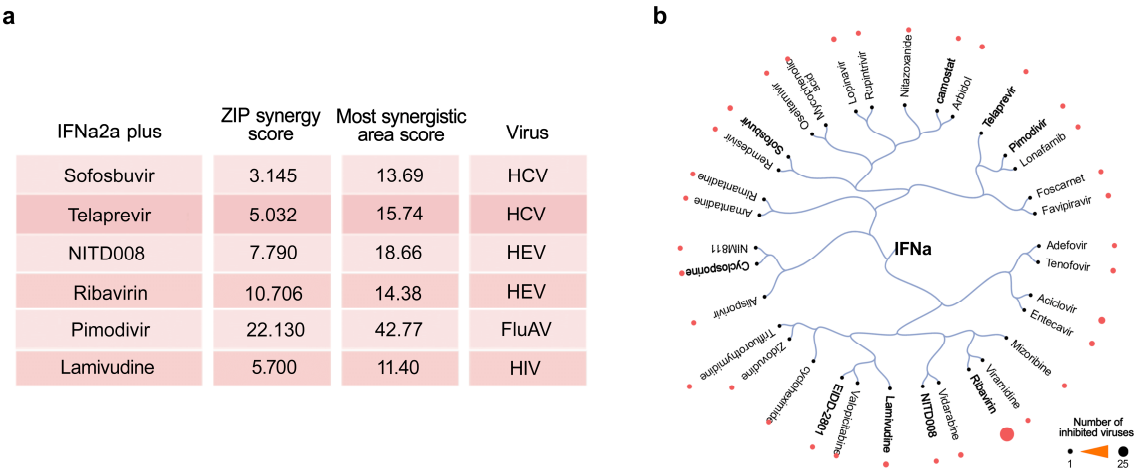 a
IFNa2a plus
ZIP synergy
score
Most synergistic
area score
Virus
Sofosbuvir 3.145 13.69 HCV
Telaprevir 5.032 15.74 HCV
NITD008 7.790 18.66 HEV
Ribavirin 10.706 14.38 HEV
Pimodivir 22.130 42.77 FluAV
Lamivudine 5.700 11.40 HIV
b
IFNa
Nitazoxanide
camostat
Arbidol
Telaprevir
Pimodivir
Lonafarnib
Foscarnet
Favipiravir
Adefovir
Tenofovir
Aciclovir
Entecavir
Mizoribine
Viramidine
Ribavirin
Vidarabine
NITD008
Lamivudine
Valopicitabine
EIDD-2801
cycloheximide
Zidovudine
Trifluorothymidine
Alisporivir
Cyclosporine
NIM811
Amantadine
Rimantadine
Remdesivir
Sofosbuvir
Oseltamivir
Mycophenolic
acid
Lopinavir
Rupintrivir
Number of
inhibited viruses
1 25